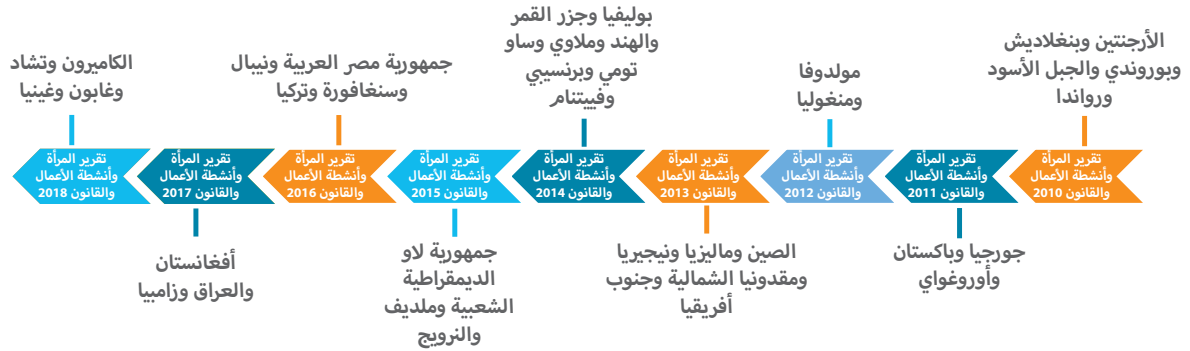 الأرجنتين وبنغلاديش
وبوروندي والجبل الأسود
ورواندا
تقرير المرأة
وأنشطة الأعمال
والقانون 2010
تقرير المرأة
وأنشطة الأعمال
والقانون 2011
جورجيا وباكستان
وأوروغواي
مولدوفا
ومنغوليا
تقرير المرأة
وأنشطة الأعمال
والقانون 2012
تقرير المرأة
وأنشطة الأعمال
والقانون 2013
الصين وماليزيا ونيجيريا
ومقدونيا الشمالية وجنوب
أفريقيا
بوليفيا وجزر القمر
والهند وملاوي وساو
تومي وبرنسيبي
وفييتنام
تقرير المرأة
وأنشطة الأعمال
والقانون 2014
تقرير المرأة
وأنشطة الأعمال
والقانون 2015
جمهورية لاو
الديمقراطية
الشعبية وملديف
والنرويج
جمهورية مصر العربية ونيبال
وسنغافورة وتركيا
تقرير المرأة
وأنشطة الأعمال
والقانون 2016
تقرير المرأة
وأنشطة الأعمال
والقانون 2017
أفغانستان
والعراق وزامبيا
الكاميرون وتشاد
وغابون وغينيا
تقرير المرأة
وأنشطة الأعمال
والقانون 2018